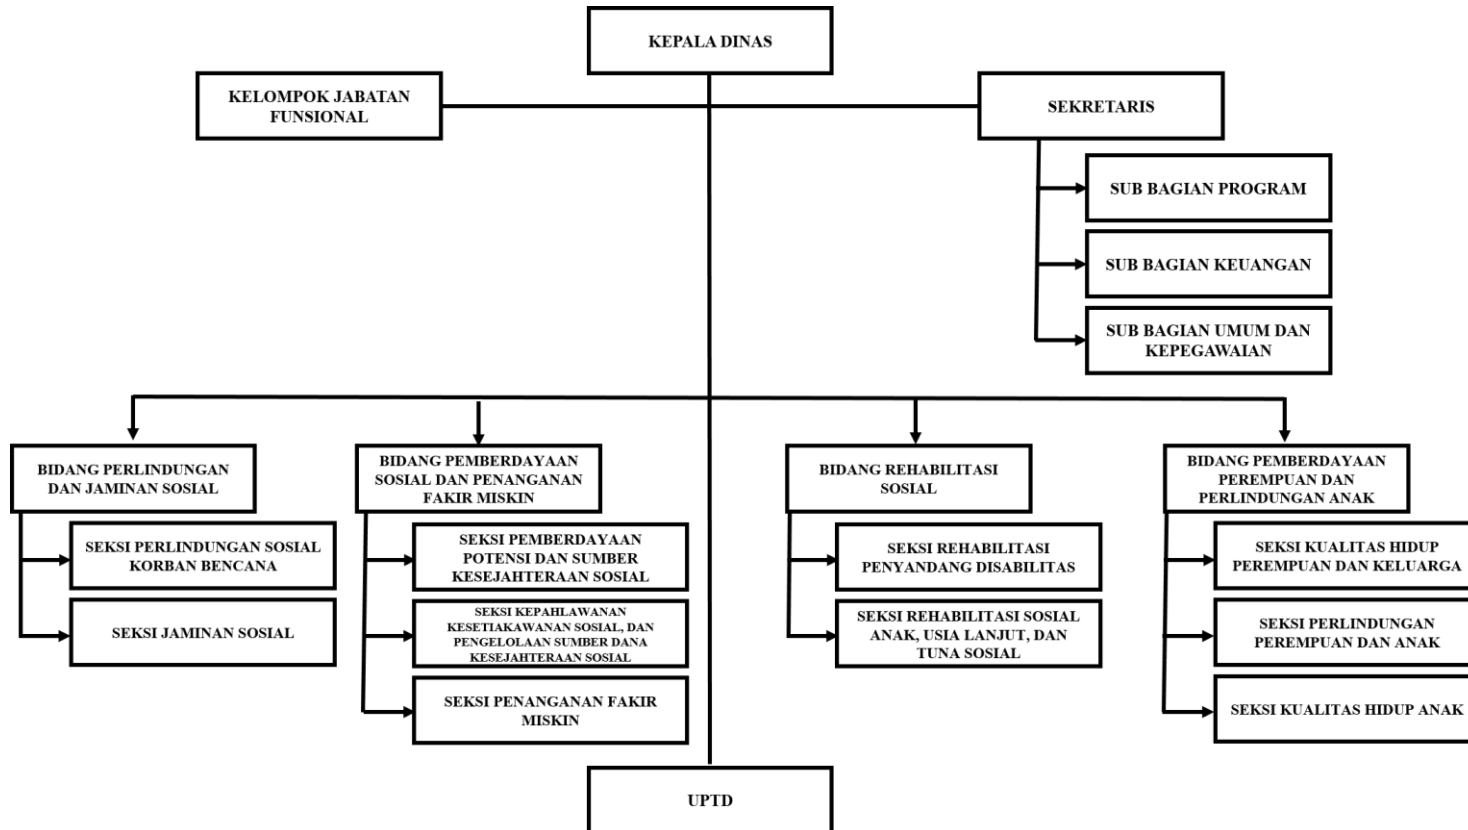 KEPALA DINAS
KELOMPOK JABATAN
FUNSIONAL
SEKRETARIS
SUB BAGIAN PROGRAM
SUB BAGIAN KEUANGAN
SUB BAGIAN UMUM DAN
KEPEGAWAIAN
BIDANG PERLINDUNGAN
DAN JAMINAN SOSIAL
SEKSI PERLINDUNGAN SOSIAL
KORBAN BENCANA
SEKSI JAMINAN SOSIAL
BIDANG PEMBERDAYAAN
SOSIAL DAN PENANGANAN
FAKIR MISKIN
SEKSI PEMBERDAYAAN
POTENSI DAN SUMBER
KESEJAHTERAAN SOSIAL
SEKSI KEPAHLAWANAN
KESETIAKAWANAN SOSIAL, DAN
PENGELOLAAN SUMBER DANA
KESEJAHTERAAN SOSIAL
SEKSI PENANGANAN FAKIR
MISKIN
BIDANG REHABILITASI
SOSIAL
SEKSI REHABILITASI
PENYANDANG DISABILITAS
SEKSI REHABILITASI SOSIAL
ANAK, USIA LANJUT, DAN
TUNA SOSIAL
BIDANG PEMBERDAYAAN
PEREMPUAN DAN
PERLINDUNGAN ANAK
SEKSI KUALITAS HIDUP
PEREMPUAN DAN KELUARGA
SEKSI PERLINDUNGAN
PEREMPUAN DAN ANAK
SEKSI KUALITAS HIDUP ANAK
UPTD